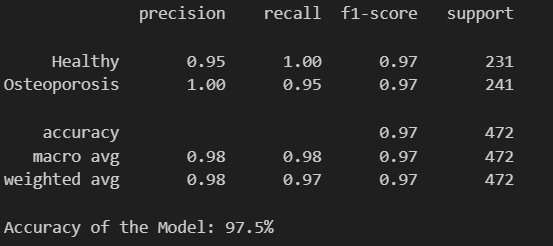 precision recall f1-score support
Healthy 0.95 1.00 0.97 231
Osteoporosis 1.00 0.95 0.97 241
accuracy 0.97 472
macro avg 0.98 0.98 0.97 472
weighted avg 0.98 0.97 0.97 472
Accuracy of the Model: 97.5%